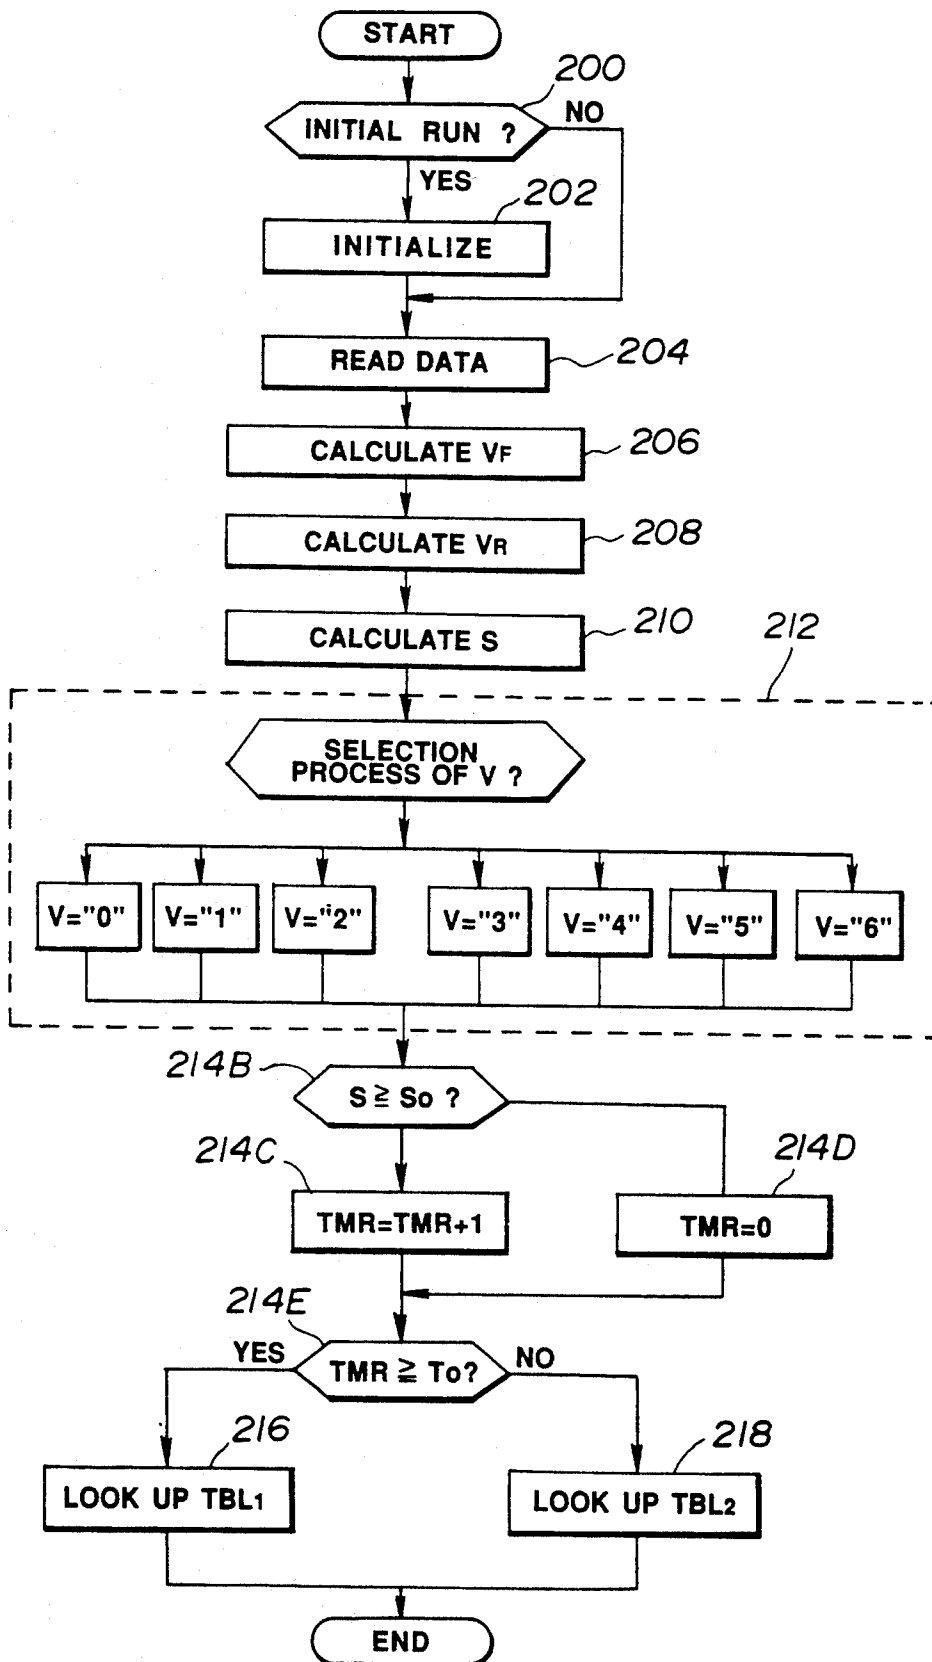 START
200
INITIAL RUN ?
NO
YES
202
INITIALIZE
READ DATA
204
CALCULATE VF
206
CALCULATE VR
208
CALCULATE S
210
212
SELECTION
PROCESS OF V ?
V="0"
V="1"
V="2"
V="3"
V="4"
V="5"
V="6"
214B
S ≧ So ?
214C
TMR=TMR+1
214D
TMR=0
214E
YES
TMR ≧ To?
NO
216
LOOK UP TBL1
218
LOOK UP TBL2
END